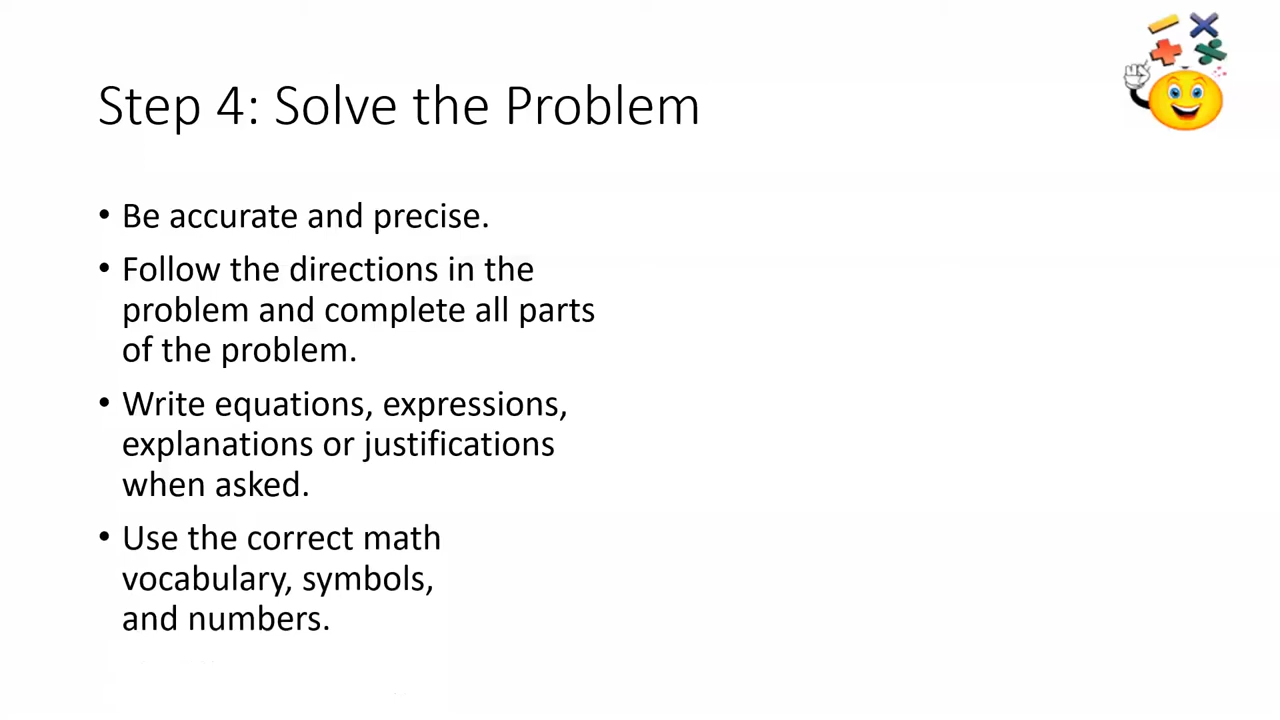 Step 4: Solve the Problem
• Be accurate and precise.
• Follow the directions in the
problem and complete all parts
of the problem.
• Write equations, expressions,
explanations or justifications
when asked.
• Use the correct math
vocabulary, symbols,
and numbers.